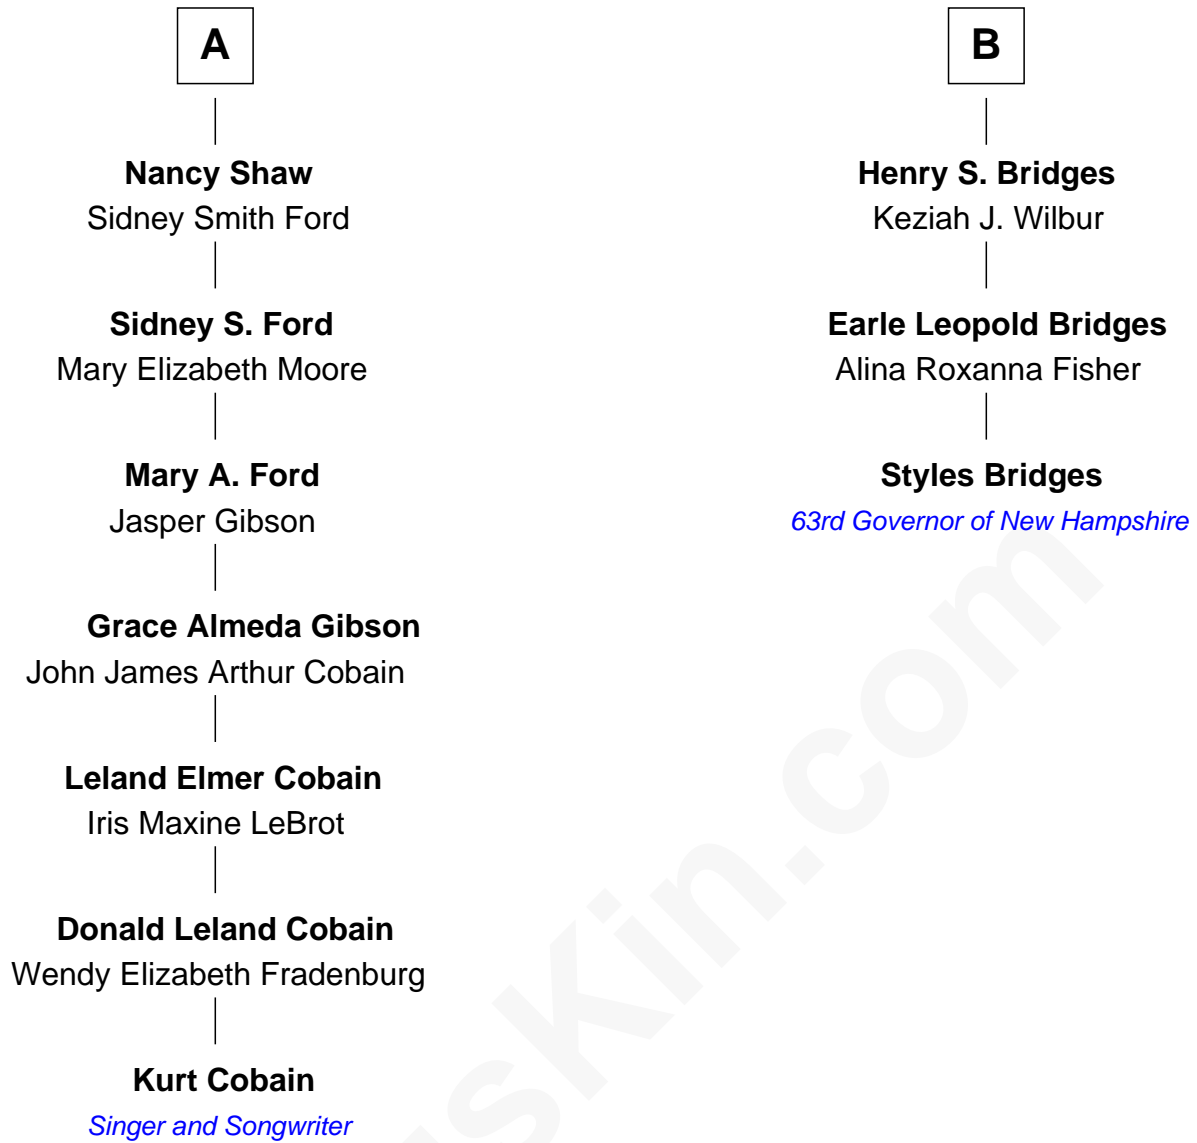 A
Nancy Shaw
Sidney Smith Ford
Sidney S. Ford
Mary Elizabeth Moore
Mary A. Ford
Jasper Gibson
Grace Almeda Gibson
John James Arthur Cobain
Leland Elmer Cobain
Iris Maxine LeBrot
Donald Leland Cobain
Wendy Elizabeth Fradenburg
Kurt Cobain
Singer and Songwriter
B
Henry S. Bridges
Keziah J. Wilbur
Earle Leopold Bridges
Alina Roxanna Fisher
Styles Bridges
63rd Governor of New Hampshire
usKin.com